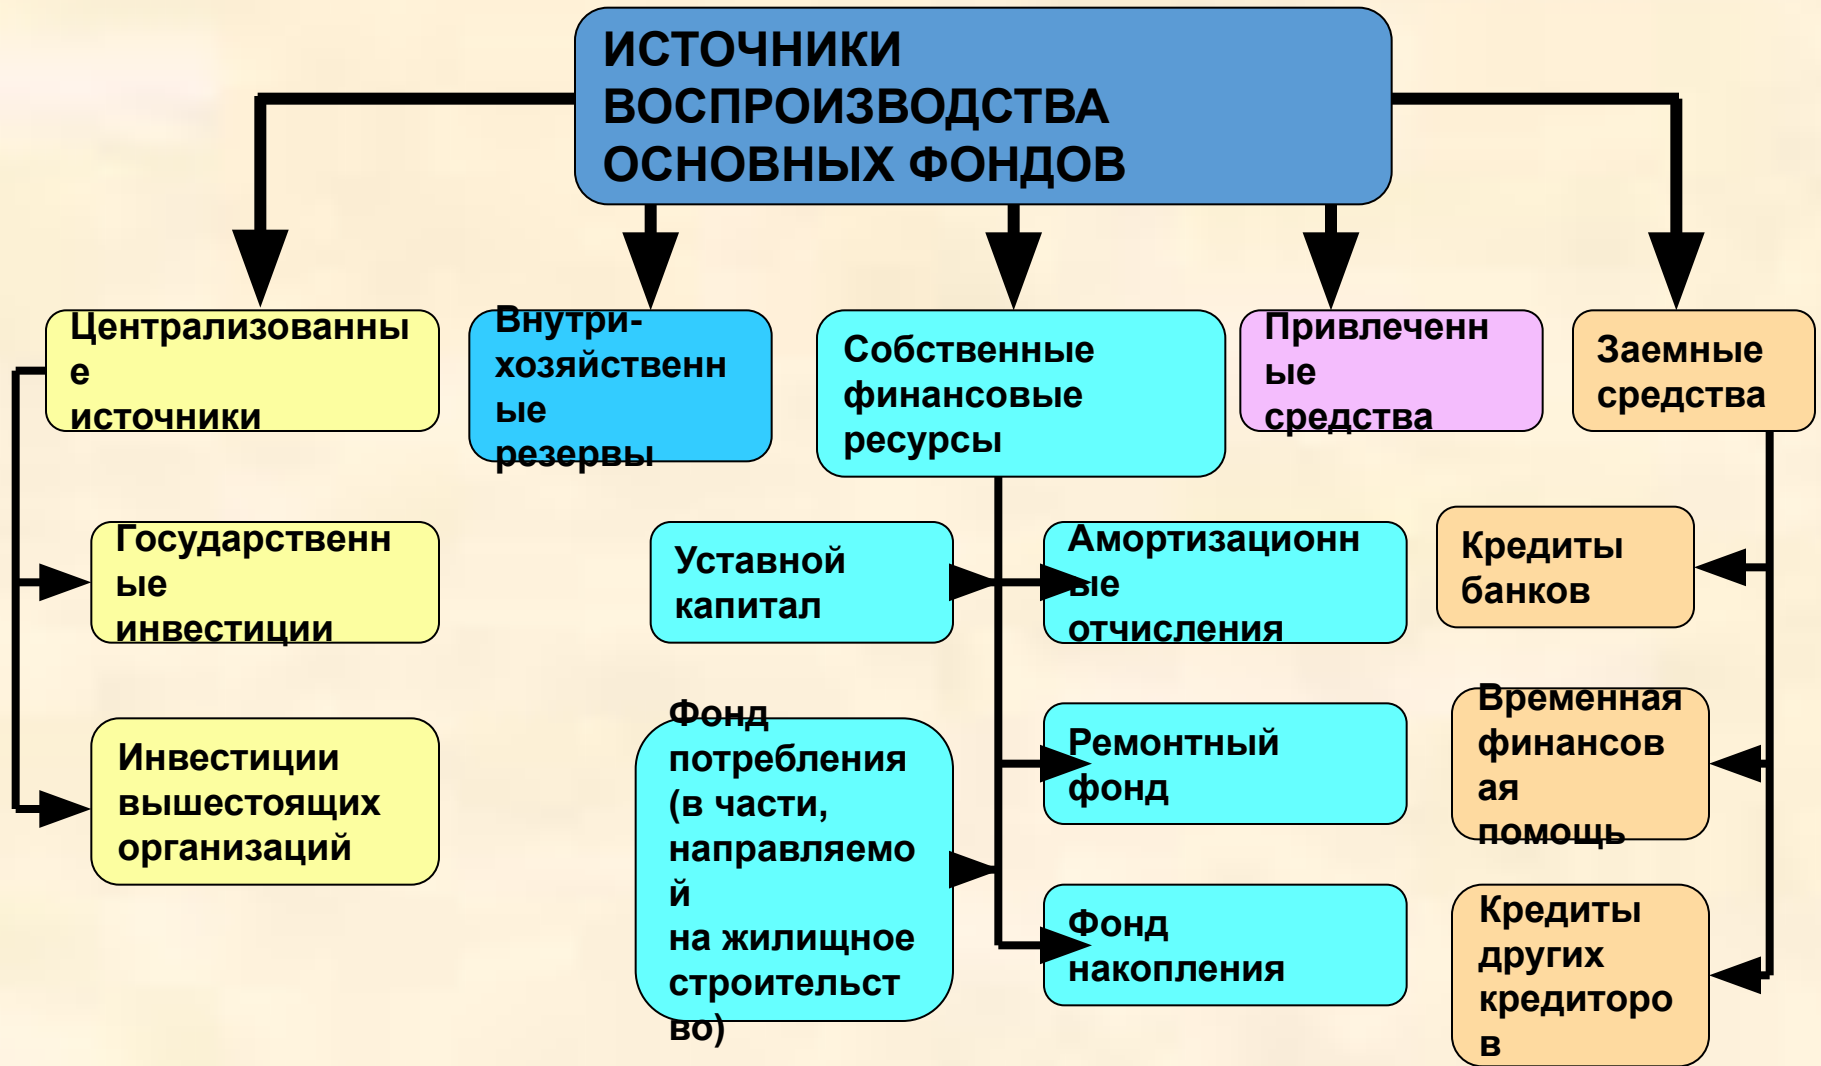 ИСТОЧНИКИ
ВОСПРОИЗВОДСТВА
ОСНОВНЫХ ФОНДОВ
Централизованны
е
источники
Внутри-
хозяйственн
ые
резервы
Собственные
финансовые
ресурсы
Привлеченн
ые
средства
Заемные
средства
Государственн
ые
инвестиции
Инвестиции
вышестоящих
организаций
Уставной
капитал
Фонд
потребления
(в части,
направляемо
й
на жилищное
строительст
во)
Амортизационн
ые
отчисления
Ремонтный
фонд
Фонд
накопления
Кредиты
банков
Временная
финансов
ая
помощь
Кредиты
других
кредиторо
в